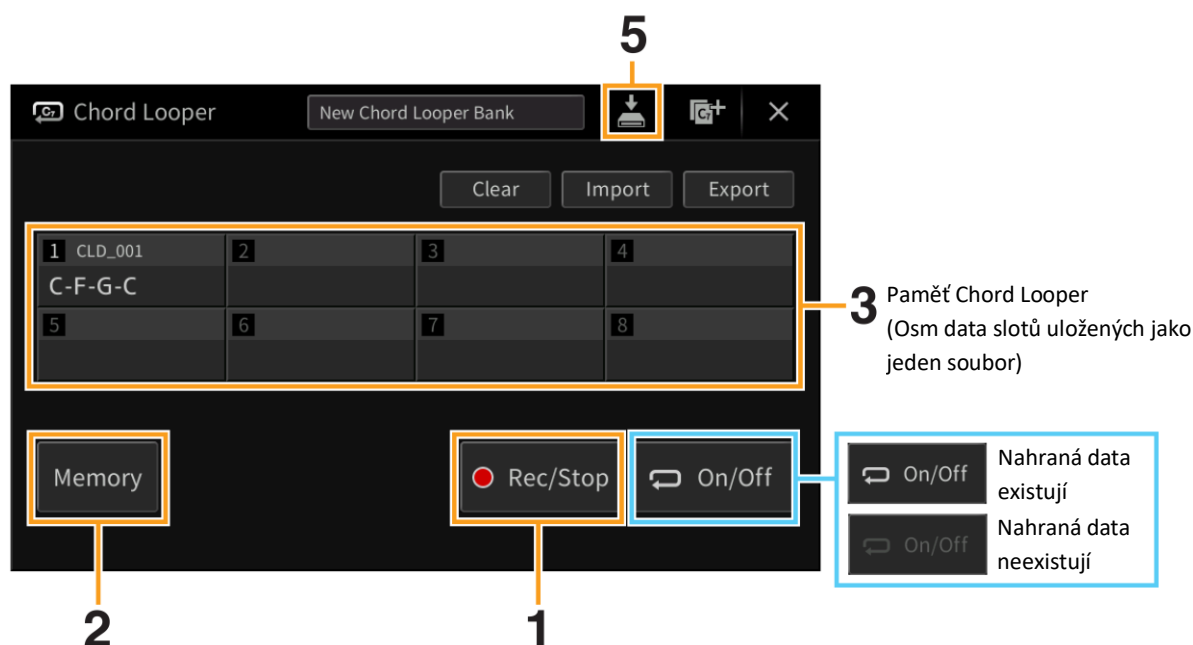 5
Chord Looper
New Chord Looper Bank
C7
Clear
Import
Export
1 CLD_001
2
3
4
C-F-G-C
5
6
7
8
3
Paměť Chord Looper
(Osm data slotů uložených jako
jeden soubor)
Memory
Rec/Stop
On/Off
On/Off
Nahraná data
existují
On/Off
Nahraná data
neexistují
2
1